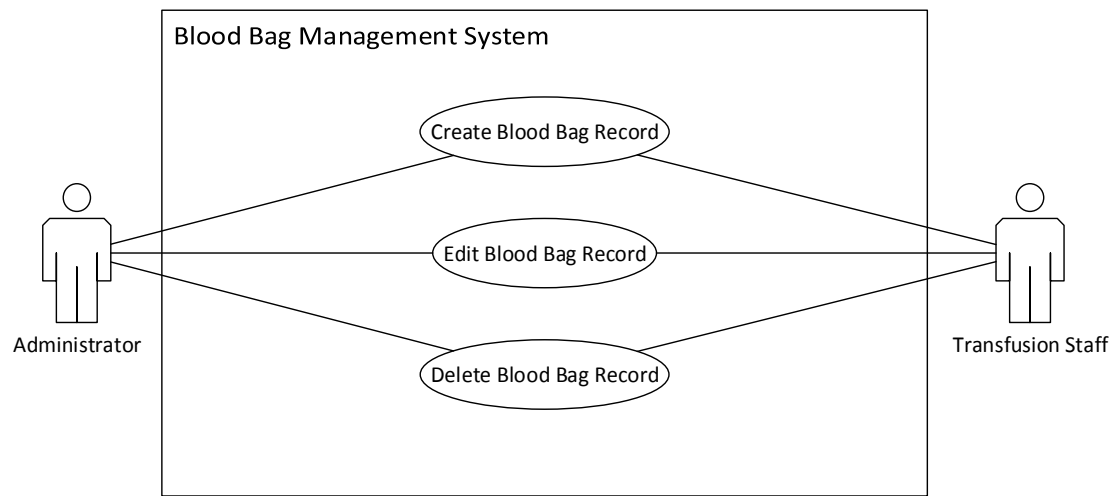 Blood Bag Management System
Create Blood Bag Record
Edit Blood Bag Record
Administrator
Transfusion Staff
Delete Blood Bag Record